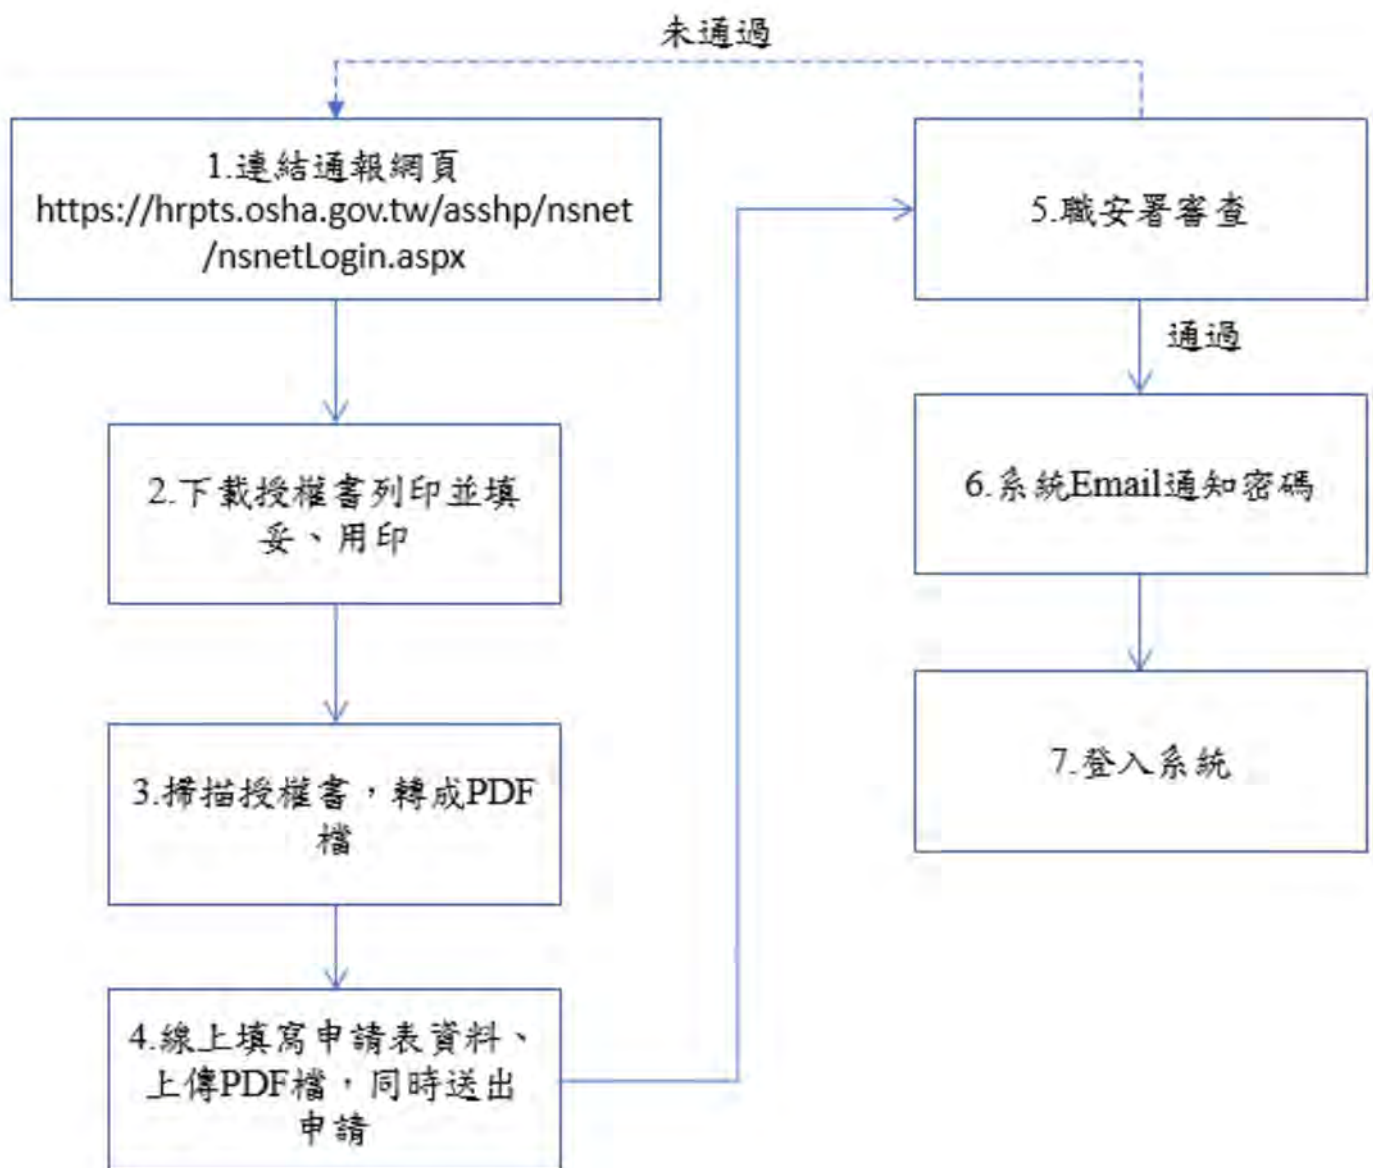 未通過
1.連結通報網頁
https://hrpts.osha.gov.tw/asshp/nsnet
/nsnetLogin.aspx
2.下載授權書列印並填
妥、用印
3.掃描授權書，轉成PDF
檔
4.線上填寫申請表資料、
上傳PDF檔，同時送出
申請
5.職安署審查
通過
6.系統Email通知密碼
7.登入系統